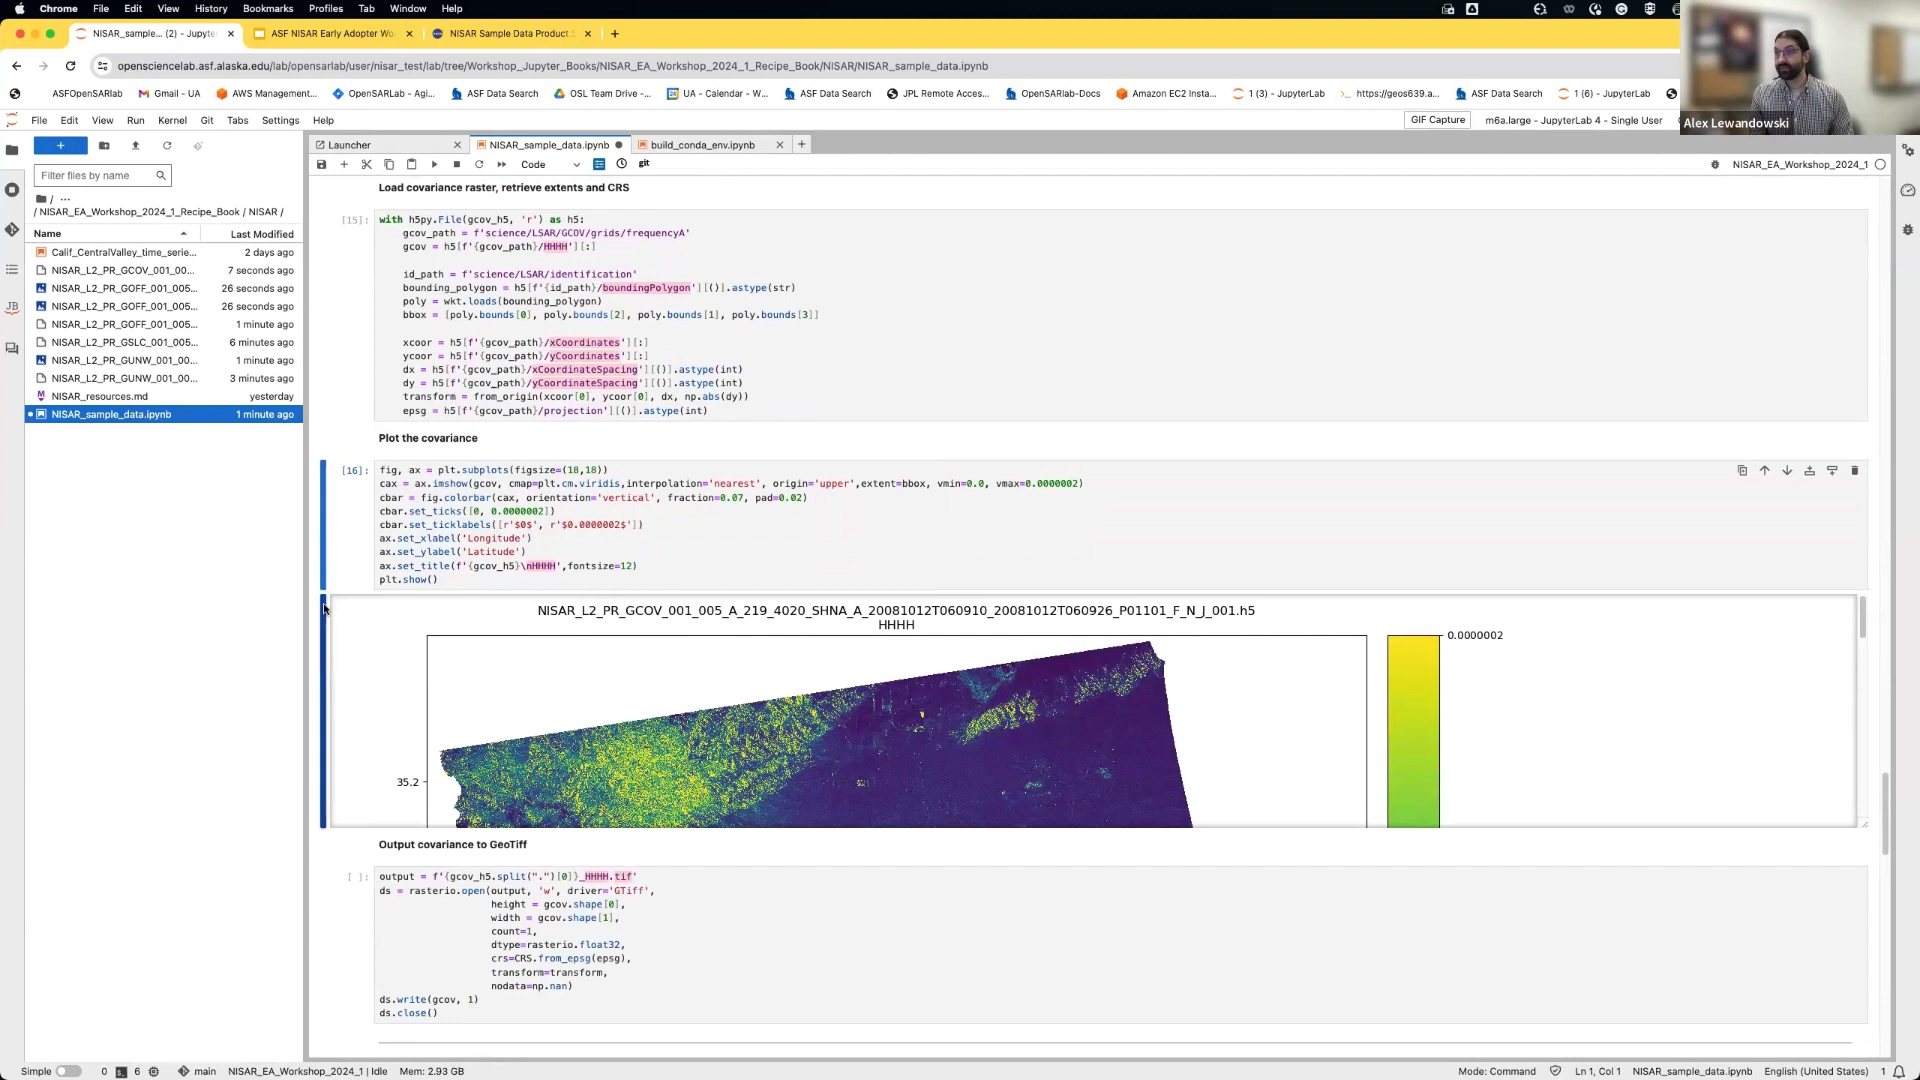 Chrome File Edit View History Bookmarks Profiles Tab Window Help
NISAR_sample... (2) - Jupyte ASF NISAR Early Adopter Wo NISAR Sample Data Product
openscienclab.asf.alaska.edu/lab/opensarlab/user/nisar_test/lab/tree/Workshop_Jupyter_Books/NISAR_EA_Workshop_2024_1_Recipe_Book/NISAR/NISAR_sample_data.ipynb
ASFOpenSARlab Gmail - UA AWS Management... OpenSARLab - Agi... ASF Data Search OSL Team Drive -... UA - Calendar - W... ASF Data Search JPL Remote Acces... OpenSARlab-Docs Amazon EC2 Insta... 1 (3) - JupyterLab https://geos639.a... ASF Data Search 1 (6) - JupyterLab
Alex Lewandowski
File Edit View Run Kernel Git Tabs Settings Help GIF Capture m6a.large - JupyterLab 4 - Single User
Launcher NISAR_sample_data.ipynb build_conda_env.ipynb
Code git NISAR_EA_Workshop_2024_1
Filter files by name
/ ...
/ NISAR_EA_Workshop_2024_1_Recipe_Book / NISAR /
Name Last Modified
Calif_CentralValley_time_serie... 2 days ago
NISAR_L2_PR_GCOV_001_00... 7 seconds ago
NISAR_L2_PR_GOFF_001_005... 26 seconds ago
NISAR_L2_PR_GOFF_001_005... 26 seconds ago
NISAR_L2_PR_GOFF_001_005... 1 minute ago
NISAR_L2_PR_GSLC_001_005... 6 minutes ago
NISAR_L2_PR_GUNW_001_00... 1 minute ago
NISAR_L2_PR_GUNW_001_00... 3 minutes ago
NISAR_resources.md yesterday
NISAR_sample_data.ipynb 1 minute ago
Load covariance raster, retrieve extents and CRS
[15]: with h5py.File(gcov_h5, 'r') as h5:
gcov_path = f'science/LSAR/GCOV/grids/frequencyA'
gcov = h5[f'{gcov_path}/HHHH'][:]
id_path = f'science/LSAR/identification'
bounding_polygon = h5[f'{id_path}/boundingPolygon'][()].astype(str)
poly = wkt.loads(bounding_polygon)
bbox = [poly.bounds[0], poly.bounds[2], poly.bounds[1], poly.bounds[3]]
xcoor = h5[f'{gcov_path}/xCoordinates'][:]
ycoor = h5[f'{gcov_path}/yCoordinates'][:]
dx = h5[f'{gcov_path}/xCoordinateSpacing'][()].astype(int)
dy = h5[f'{gcov_path}/yCoordinateSpacing'][()].astype(int)
transform = from_origin(xcoor[0], ycoor[0], dx, np.abs(dy))
epsg = h5[f'{gcov_path}/projection'][()].astype(int)
Plot the covariance
[16]: fig, ax = plt.subplots(figsize=(18,18))
cax = ax.imshow(gcov, cmap=plt.cm.viridis,interpolation='nearest', origin='upper',extent=bbox, vmin=0.0, vmax=0.0000002)
cbar = fig.colorbar(cax, orientation='vertical', fraction=0.07, pad=0.02)
cbar.set_ticks([0, 0.0000002])
cbar.set_ticklabels([r'$0$', r'$0.0000002$'])
ax.set_xlabel('Longitude')
ax.set_ylabel('Latitude')
ax.set_title(f'{gcov_h5}\nHHHH',fontsize=12)
plt.show()
NISAR_L2_PR_GCOV_001_005_A_219_4020_SHNA_A_20081012T060910_20081012T060926_P01101_F_N_J_001.h5
HHHH
0.0000002
35.2
Output covariance to GeoTiff
[ ]: output = f'{gcov_h5.split(".")[0]}_HHHH.tif'
ds = rasterio.open(output, 'w', driver='GTiff',
height = gcov.shape[0],
width = gcov.shape[1],
count=1,
dtype=rasterio.float32,
crs=CRS.from_epsg(epsg),
transform=transform,
nodata=np.nan)
ds.write(gcov, 1)
ds.close()
Simple 0 6 main NISAR_EA_Workshop_2024_1 | Idle Mem: 2.93 GB Mode: Command Ln 1, Col 1 NISAR_sample_data.ipynb English (United States) 1